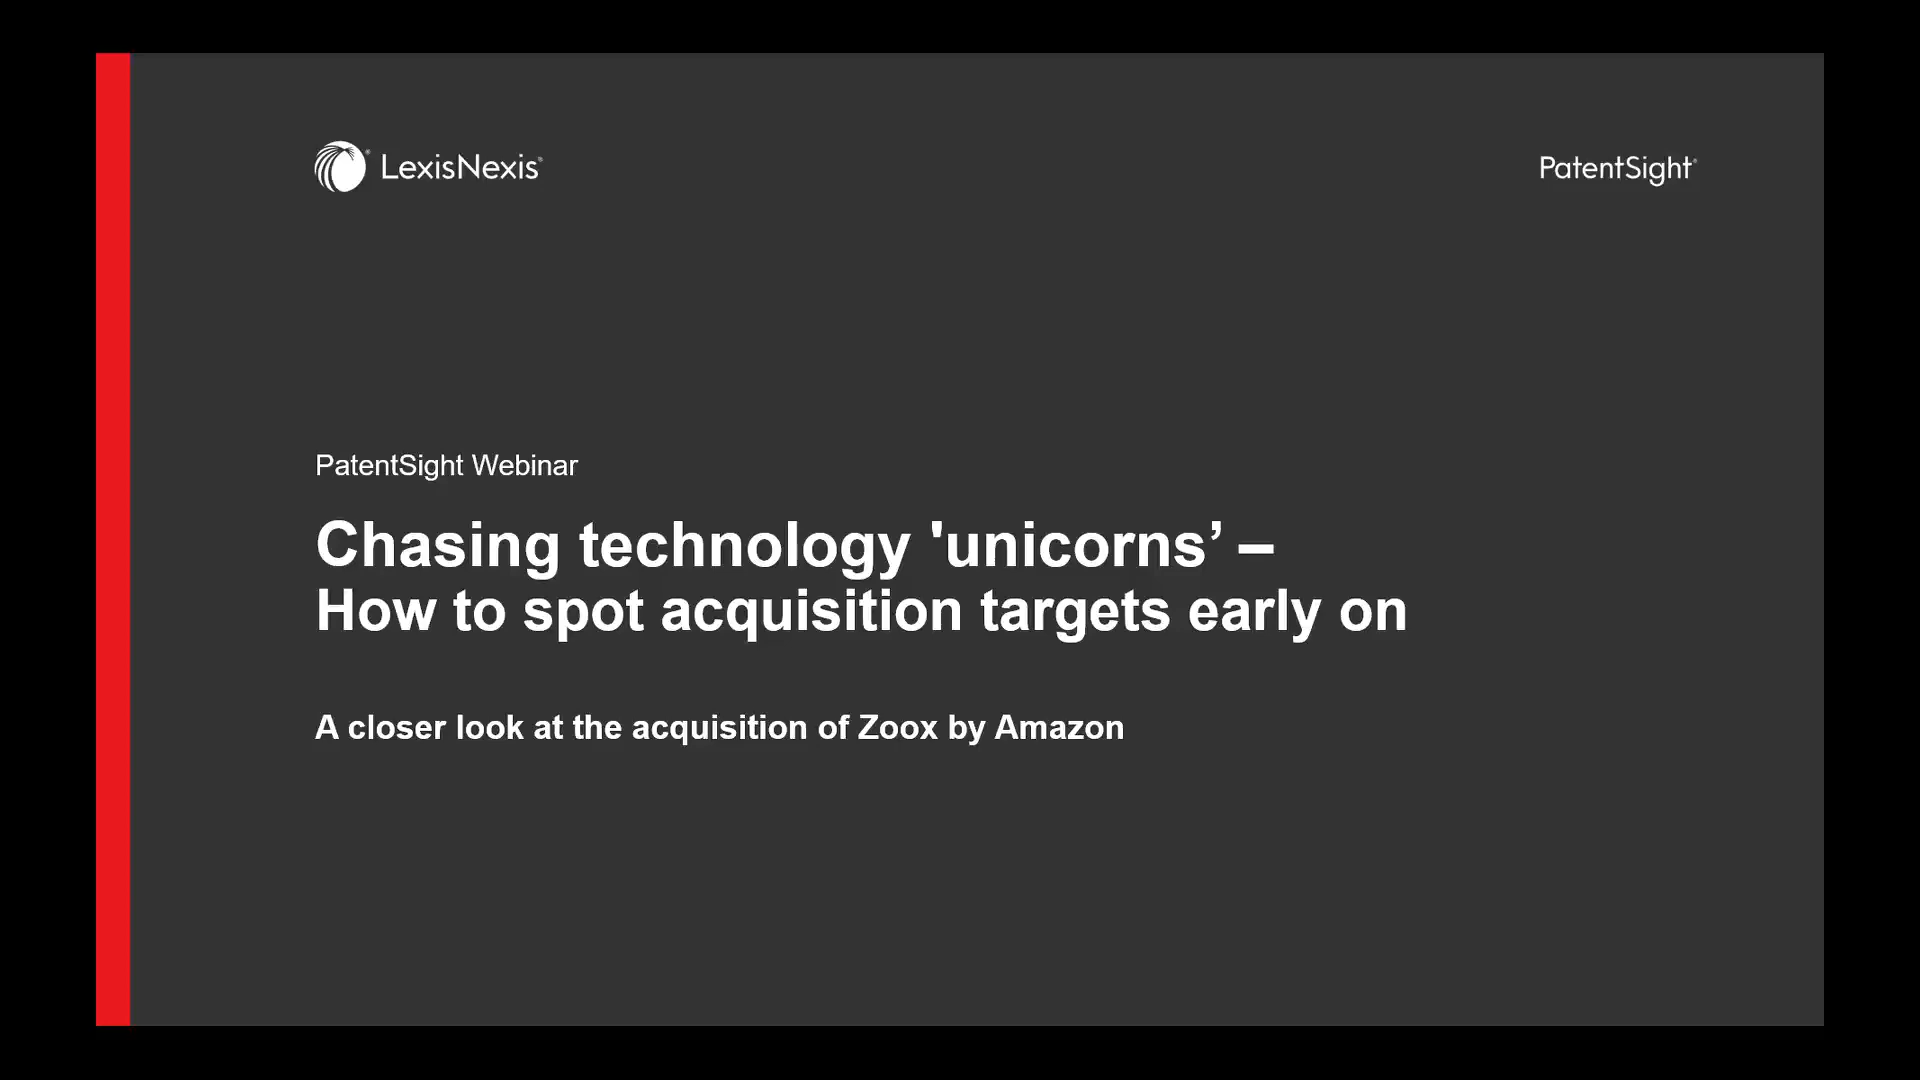 LexisNexis®
PatentSight®
PatentSight Webinar
Chasing technology 'unicorns’ –
How to spot acquisition targets early on
A closer look at the acquisition of Zoox by Amazon